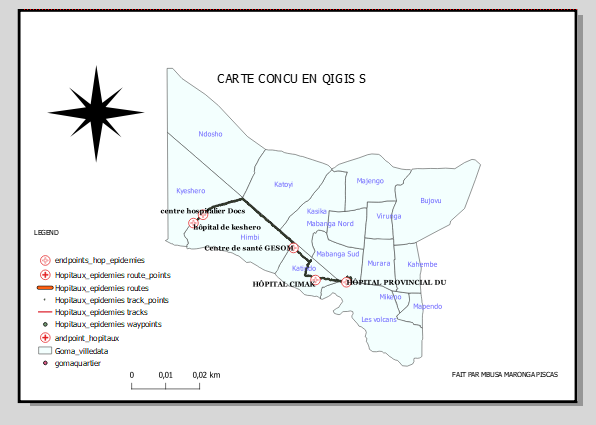 CARTE CONCU EN QIGIS S
Ndosho
Katoyi
Majengo
Kyeshero
Bujovu
centre hospitalier Docs
Kasika
Virunga
Mabanga Nord
hôpital de keshero
LEGEND
Himbi
Centre de santé GESOM
Mabanga Sud
endpoints_hop_epidemies
Murara
Kahembe
Hopitaux_epidemies route_points
HÔPITAL CIMAK
HÔPITAL PROVINCIAL DU
Hopitaux_epidemies routes
Mikeno
Hopitaux_epidemies track_points
Mapendo
Hopitaux_epidemies tracks
Les volcans
Hopitaux_epidemies waypoints
andpoint_hopitaux
Goma_villedata
gomaquartier
0 0,01 0,02 km
FAIT PAR MBUSA MARONGA PISCAS